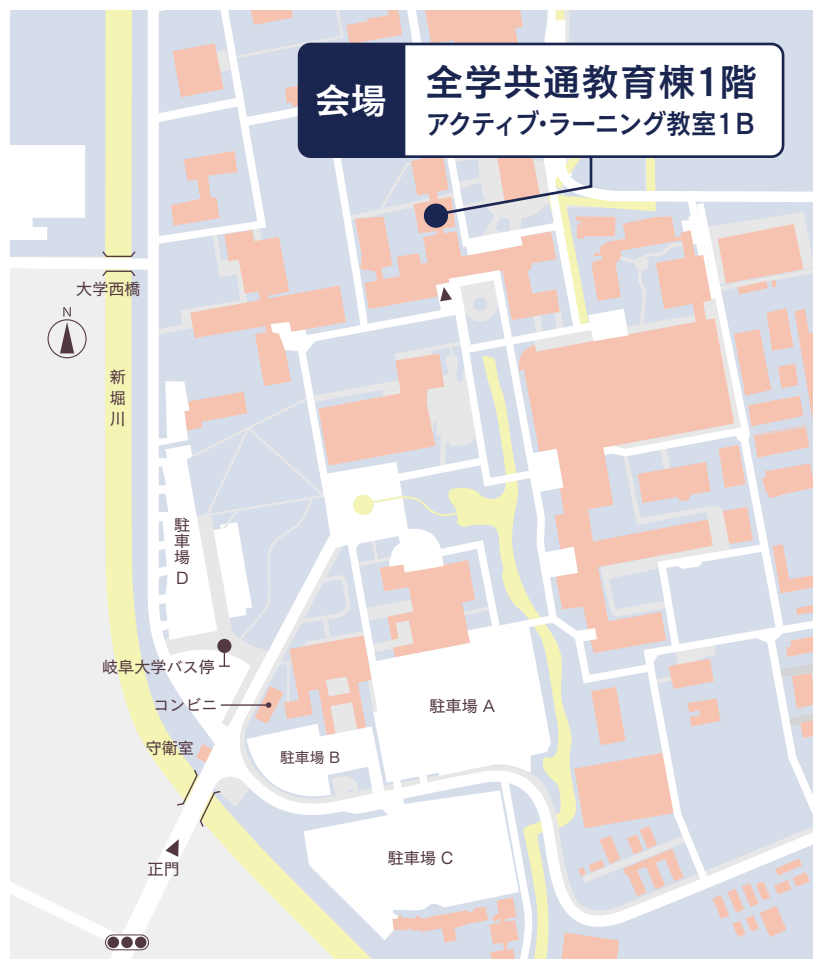 会場
全学共通教育棟1階
アクティブ・ラーニング教室1B
大学西橋
N
新堀川
駐車場 D
岐阜大学バス停
コンビニ
駐車場 A
守衛室
駐車場 B
正門
駐車場 C